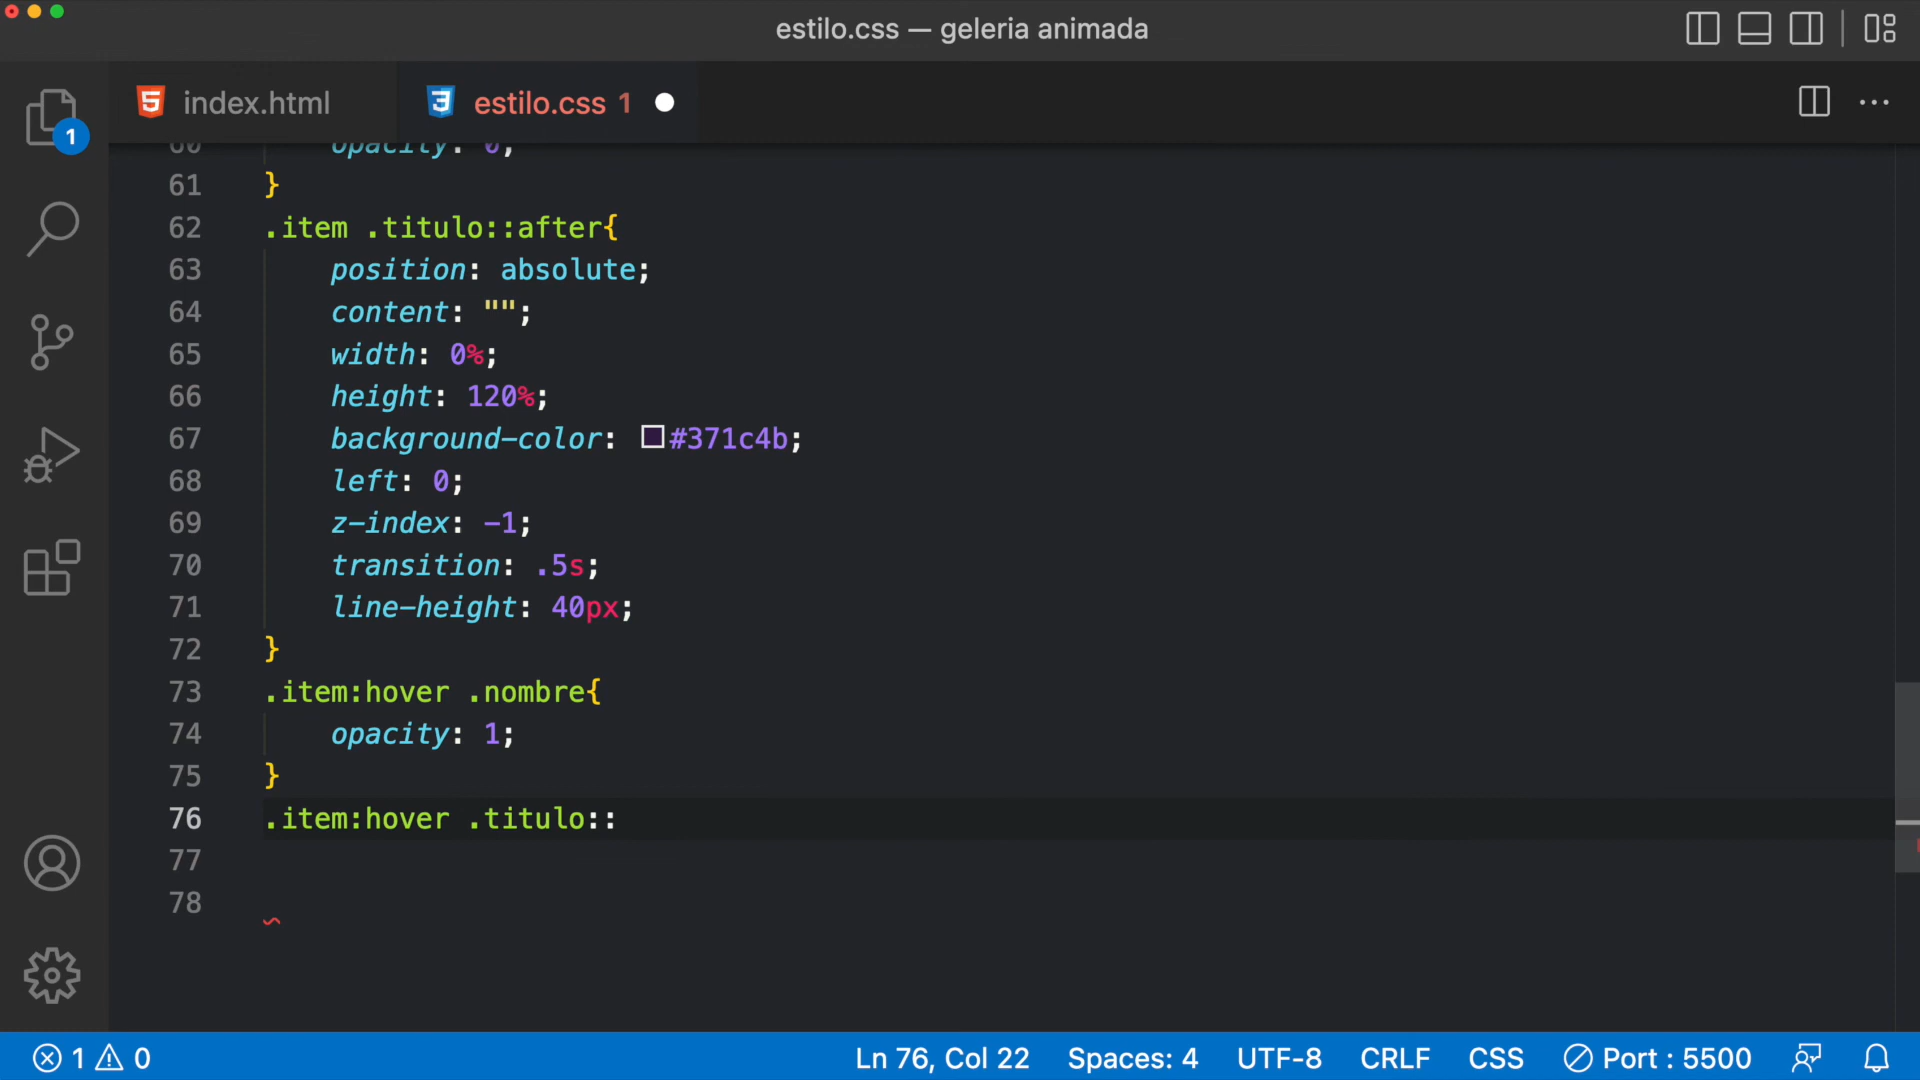 estilo.css — geleria animada
index.html
estilo.css 1
1
60 opacity: 0;
61 }
62 .item .titulo::after{
63 position: absolute;
64 content: "";
65 width: 0%;
66 height: 120%;
67 background-color: #371c4b;
68 left: 0;
69 z-index: -1;
70 transition: .5s;
71 line-height: 40px;
72 }
73 .item:hover .nombre{
74 opacity: 1;
75 }
76 .item:hover .titulo::
77
78
1 0 Ln 76, Col 22 Spaces: 4 UTF-8 CRLF CSS Port : 5500